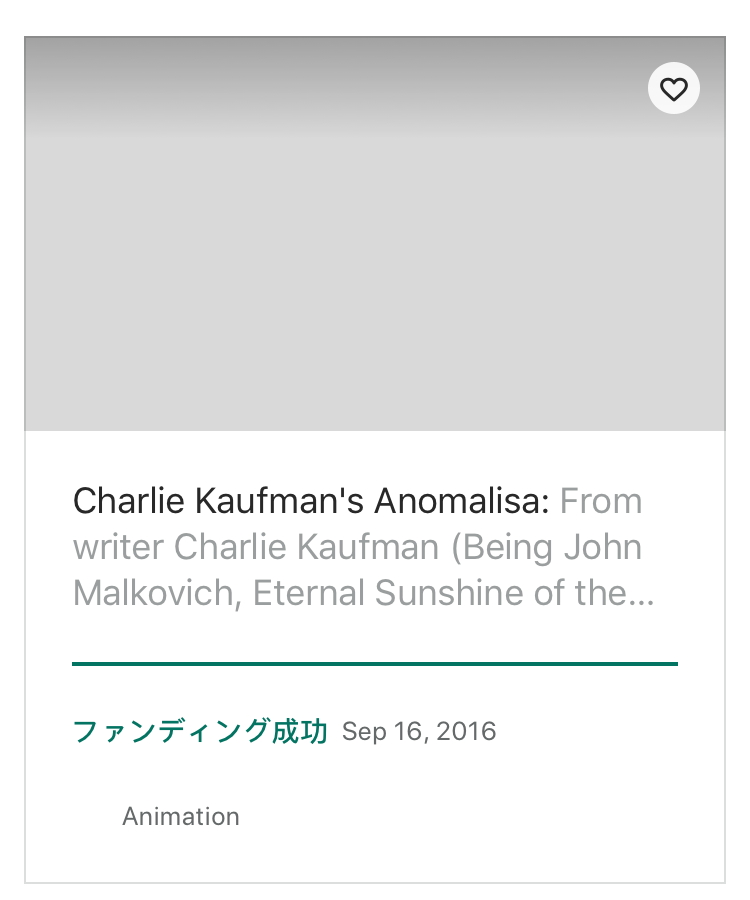 Charlie Kaufman's Anomalisa: From
writer Charlie Kaufman (Being John
Malkovich, Eternal Sunshine of the...
ファンディング成功 Sep 16, 2016
Animation